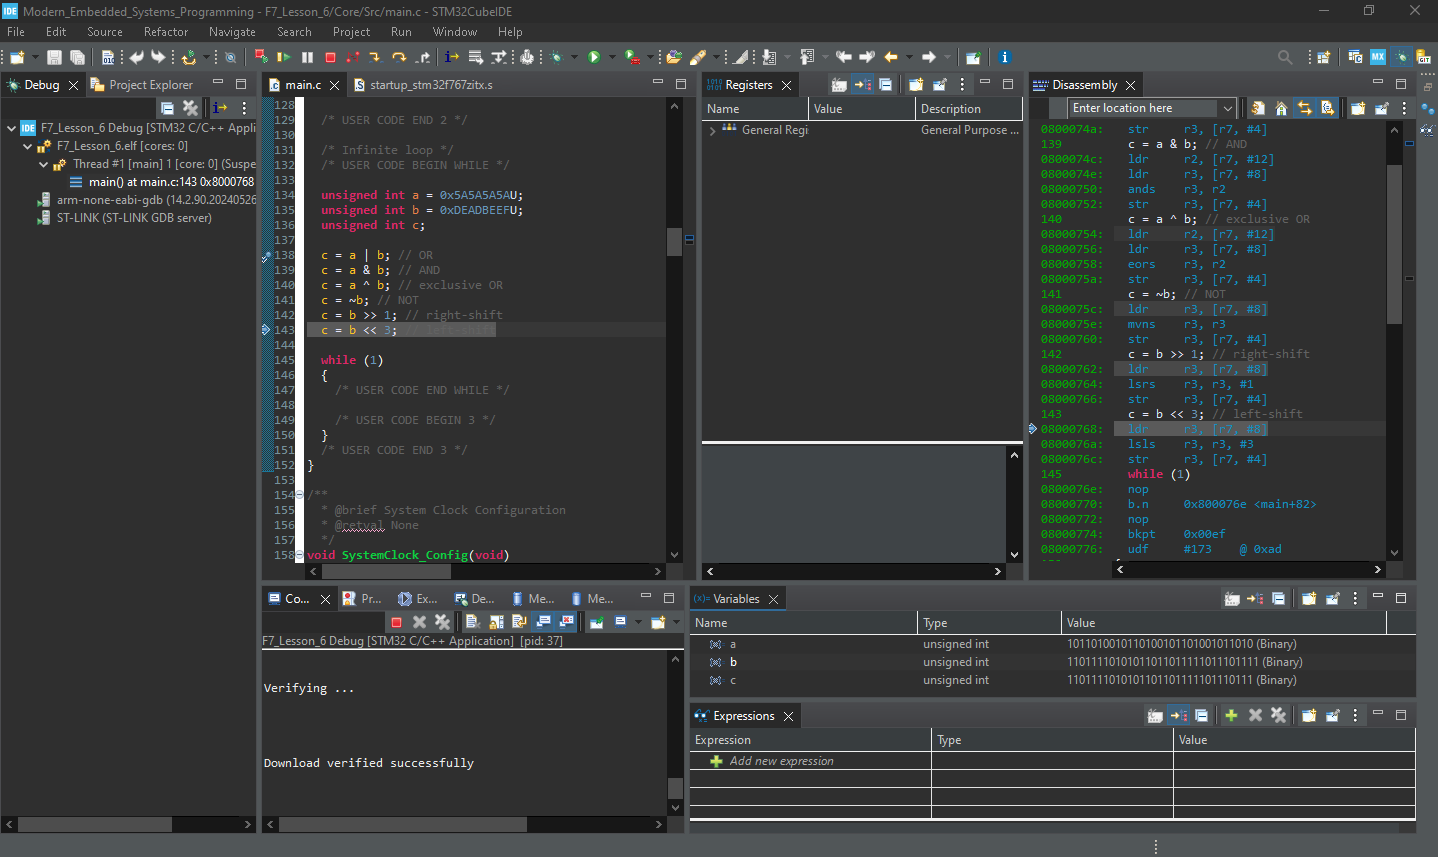 IDE Modern_Embedded_Systems_Programming - F7_Lesson_6/Core/Src/main.c - STM32CubeIDE
File Edit Source Refactor Navigate Search Project Run Window Help
Debug Project Explorer
IDE F7_Lesson_6 Debug [STM32 C/C++ Appli
F7_Lesson_6.elf [cores: 0]
Thread #1 [main] 1 [core: 0] (Suspe
main() at main.c:143 0x8000768
arm-none-eabi-gdb (14.2.90.20240526
ST-LINK (ST-LINK GDB server)
main.c startup_stm32f767zitx.s
128
129 /* USER CODE END 2 */
130
131 /* Infinite loop */
132 /* USER CODE BEGIN WHILE */
133
134 unsigned int a = 0x5A5A5A5AU;
135 unsigned int b = 0xDEADBEEFU;
136 unsigned int c;
137
138 c = a | b; // OR
139 c = a & b; // AND
140 c = a ^ b; // exclusive OR
141 c = ~b; // NOT
142 c = b >> 1; // right-shift
143 c = b << 3; // left-shift
144
145 while (1)
146 {
147 /* USER CODE END WHILE */
148
149 /* USER CODE BEGIN 3 */
150 }
151 /* USER CODE END 3 */
152 }
153
154 /**
155 * @brief System Clock Configuration
156 * @retval None
157 */
158 void SystemClock_Config(void)
Registers
Name Value Description
General Regi General Purpose ...
Disassembly
Enter location here
0800074a: str r3, [r7, #4]
139 c = a & b; // AND
0800074c: ldr r2, [r7, #12]
0800074e: ldr r3, [r7, #8]
08000750: ands r3, r2
08000752: str r3, [r7, #4]
140 c = a ^ b; // exclusive OR
08000754: ldr r2, [r7, #12]
08000756: ldr r3, [r7, #8]
08000758: eors r3, r2
0800075a: str r3, [r7, #4]
141 c = ~b; // NOT
0800075c: ldr r3, [r7, #8]
0800075e: mvns r3, r3
08000760: str r3, [r7, #4]
142 c = b >> 1; // right-shift
08000762: ldr r3, [r7, #8]
08000764: lsrs r3, r3, #1
08000766: str r3, [r7, #4]
143 c = b << 3; // left-shift
08000768: ldr r3, [r7, #8]
0800076a: lsls r3, r3, #3
0800076c: str r3, [r7, #4]
145 while (1)
0800076e: nop
08000770: b.n 0x800076e <main+82>
08000772: nop
08000774: bkpt 0x00ef
08000776: udf #173 @ 0xad
Co... Pr... Ex... De... Me... Me...
F7_Lesson_6 Debug [STM32 C/C++ Application] [pid: 37]
Verifying ...
Download verified successfully
(x)= Variables
Name Type Value
a unsigned int 1011010010110100101101001011010 (Binary)
b unsigned int 11011110101011011011111011101111 (Binary)
c unsigned int 1101111010101101101111101110111 (Binary)
Expressions
Expression Type Value
Add new expression